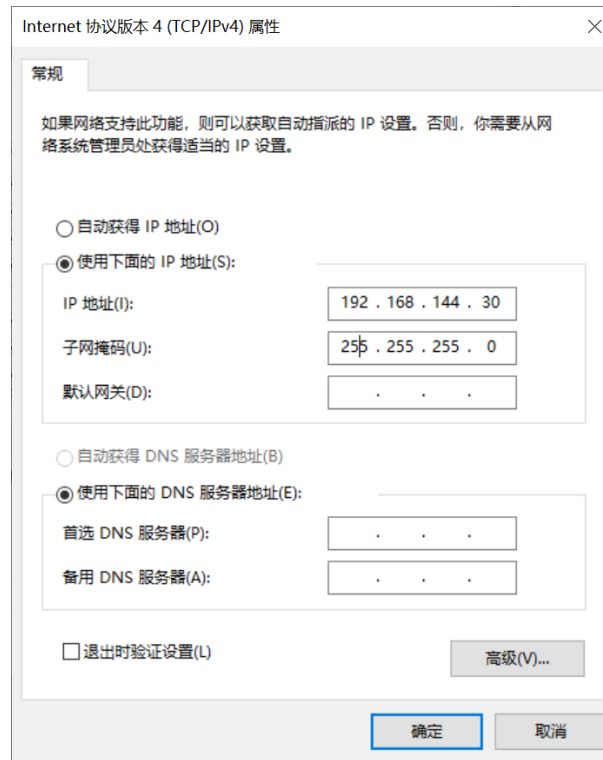 Internet 协议版本 4 (TCP/IPv4) 属性
常规
如果网络支持此功能，则可以获取自动指派的 IP 设置。否则，你需要从网
络系统管理员处获得适当的 IP 设置。
自动获得 IP 地址(O)
使用下面的 IP 地址(S):
IP 地址(I): 192 . 168 . 144 . 30
子网掩码(U): 255 . 255 . 255 . 0
默认网关(D): . . .
自动获得 DNS 服务器地址(B)
使用下面的 DNS 服务器地址(E):
首选 DNS 服务器(P): . . .
备用 DNS 服务器(A): . . .
退出时验证设置(L)
高级(V)...
确定 取消